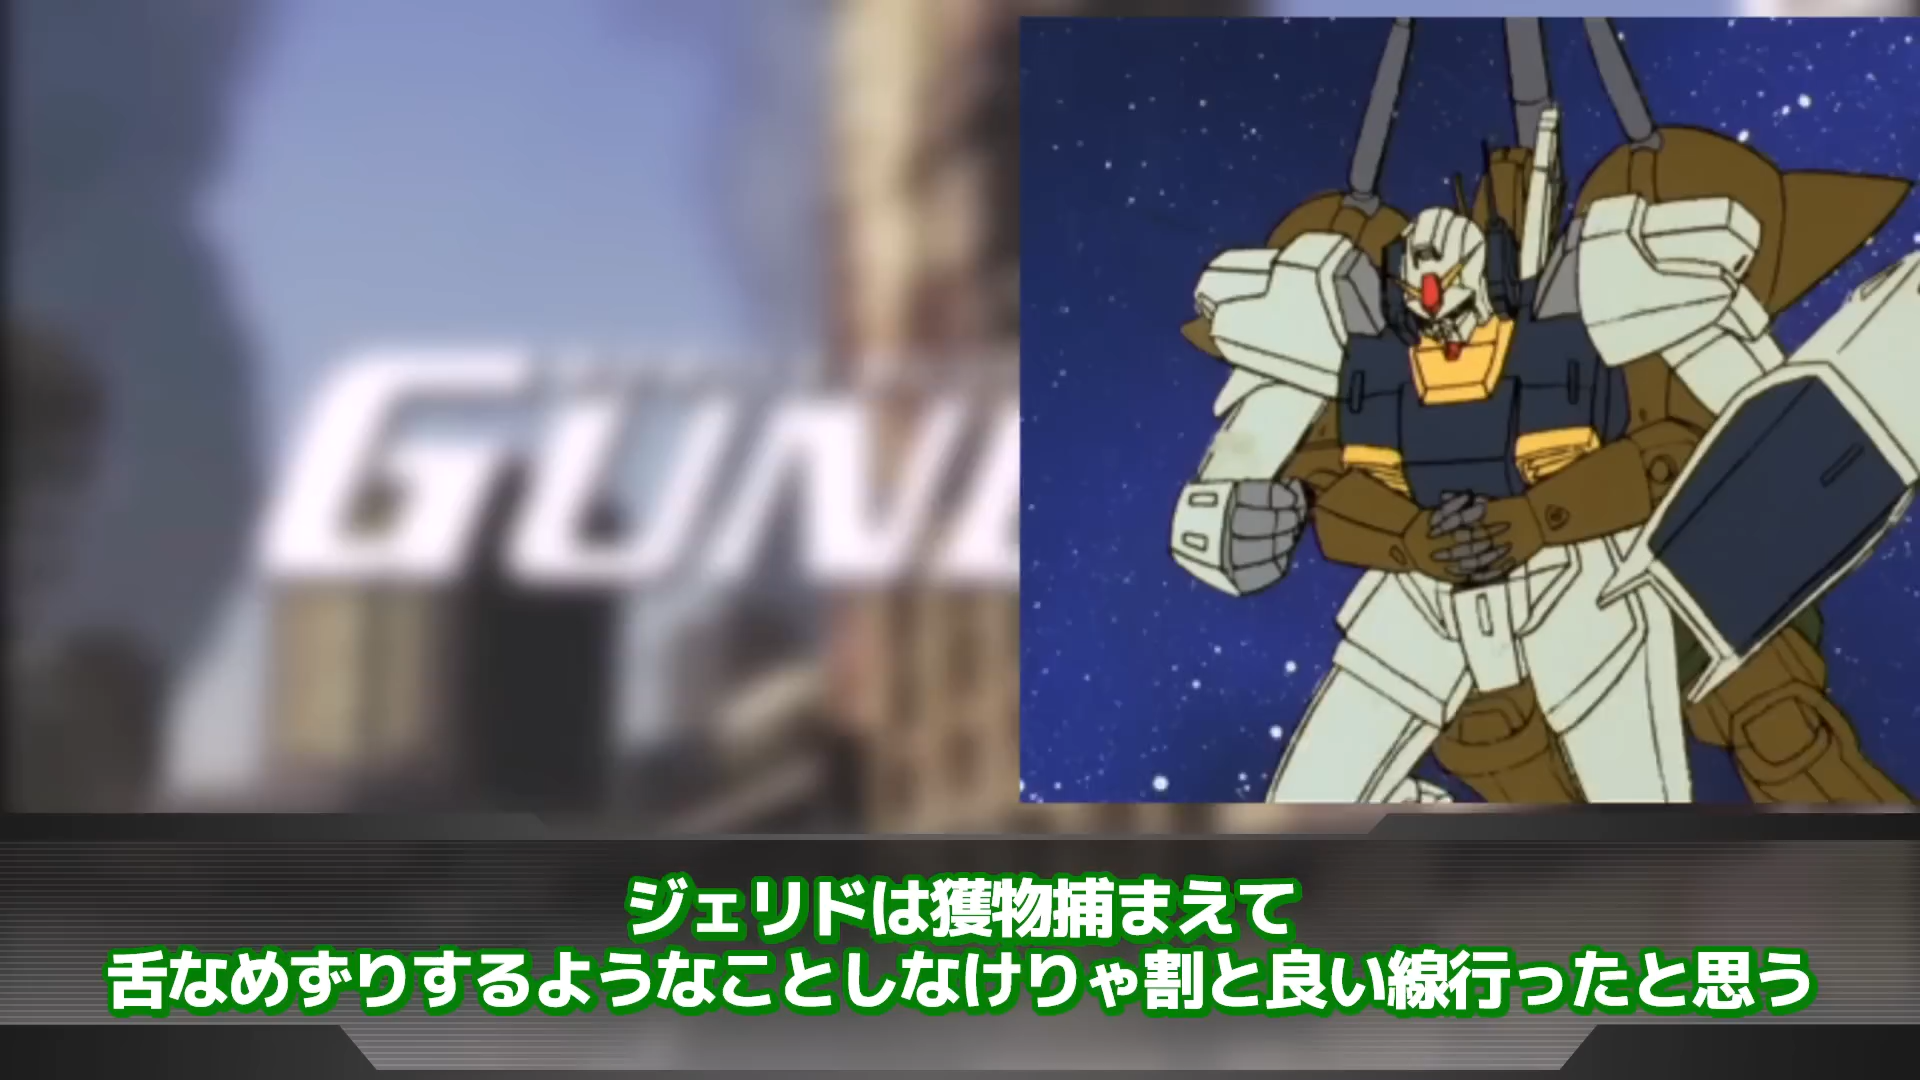 GUN
ジェリドは獲物捕まえて
舌なめずりするようなことしなけりゃ割と良い線行ったと思う